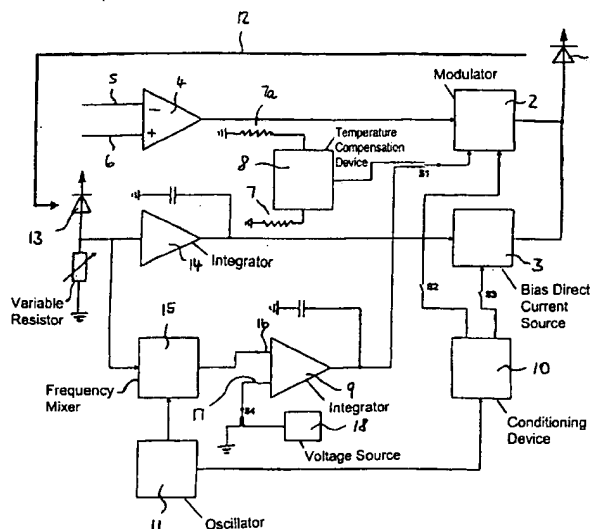 12
5
4
6
7a
Modulator
2
8
Temperature
Compensation
Device
S1
7
13
14
Integrator
3
S2
S3
Bias Direct
Current
Source
Variable
Resistor
15
16
9
Integrator
10
Frequency
Mixer
17
S4
18
Voltage Source
Conditioning
Device
11
Oscillator